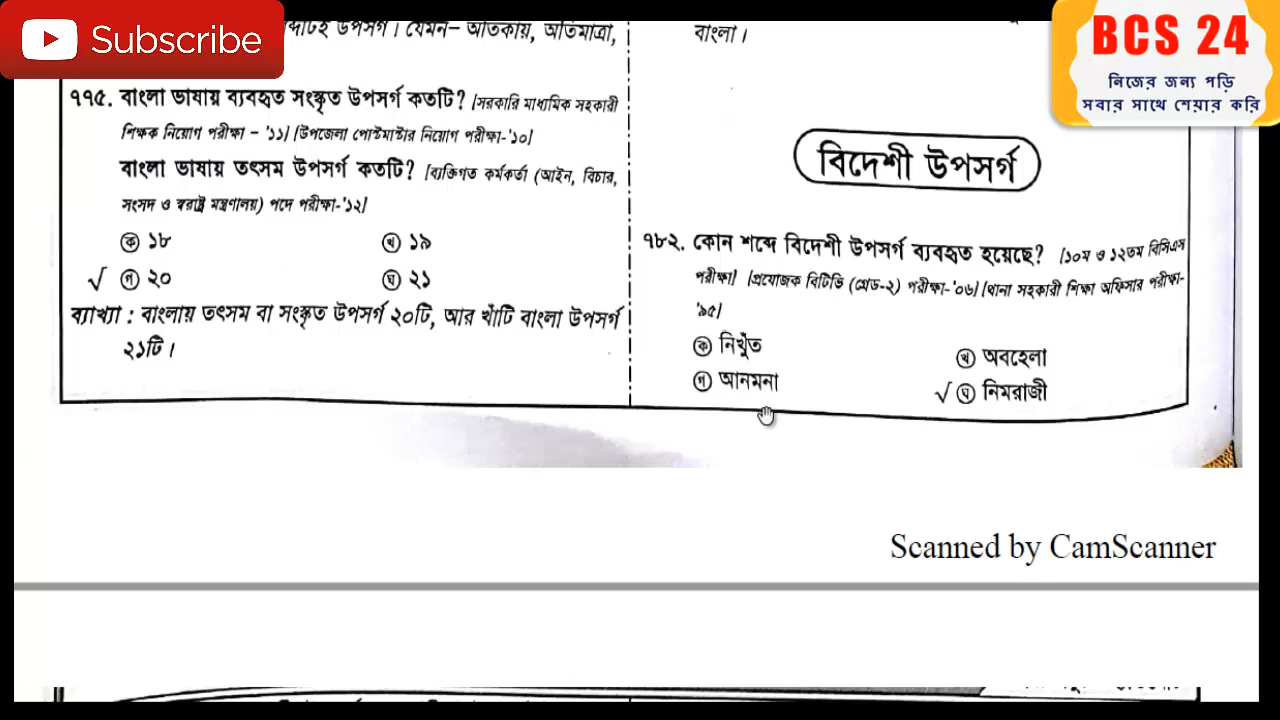 Subscribe
উপসর্গ। যেমন– অতিকায়, অতিমাত্রা,
৭৭৫. বাংলা ভাষায় ব্যবহৃত সংস্কৃত উপসর্গ কতটি? [সরকারি মাধ্যমিক সহকারী
শিক্ষক নিয়োগ পরীক্ষা – '১১] [উপজেলা পোস্টমাস্টার নিয়োগ পরীক্ষা-'১০]
বাংলা ভাষায় তৎসম উপসর্গ কতটি? [ব্যক্তিগত কর্মকর্তা (আইন, বিচার,
সংসদ ও স্বরাষ্ট্র মন্ত্রণালয়) পদে পরীক্ষা-'১২]
ক ১৮ খ ১৯
√ গ ২০ ঘ ২১
ব্যাখ্যা : বাংলায় তৎসম বা সংস্কৃত উপসর্গ ২০টি, আর খাঁটি বাংলা উপসর্গ
২১টি।
বাংলা।
বিদেশী উপসর্গ
৭৮২. কোন শব্দে বিদেশী উপসর্গ ব্যবহৃত হয়েছে? [১০ম ও ১২তম বিসিএস
পরীক্ষা] [প্রযোজক বিটিভি (গ্রেড-২) পরীক্ষা-'০৬] [থানা সহকারী শিক্ষা অফিসার পরীক্ষা-
'৯৫]
ক নিখুঁত খ অবহেলা
গ আনমনা √ ঘ নিমরাজী
BCS 24
নিজের জন্য পড়ি
সবার সাথে শেয়ার করি
Scanned by CamScanner